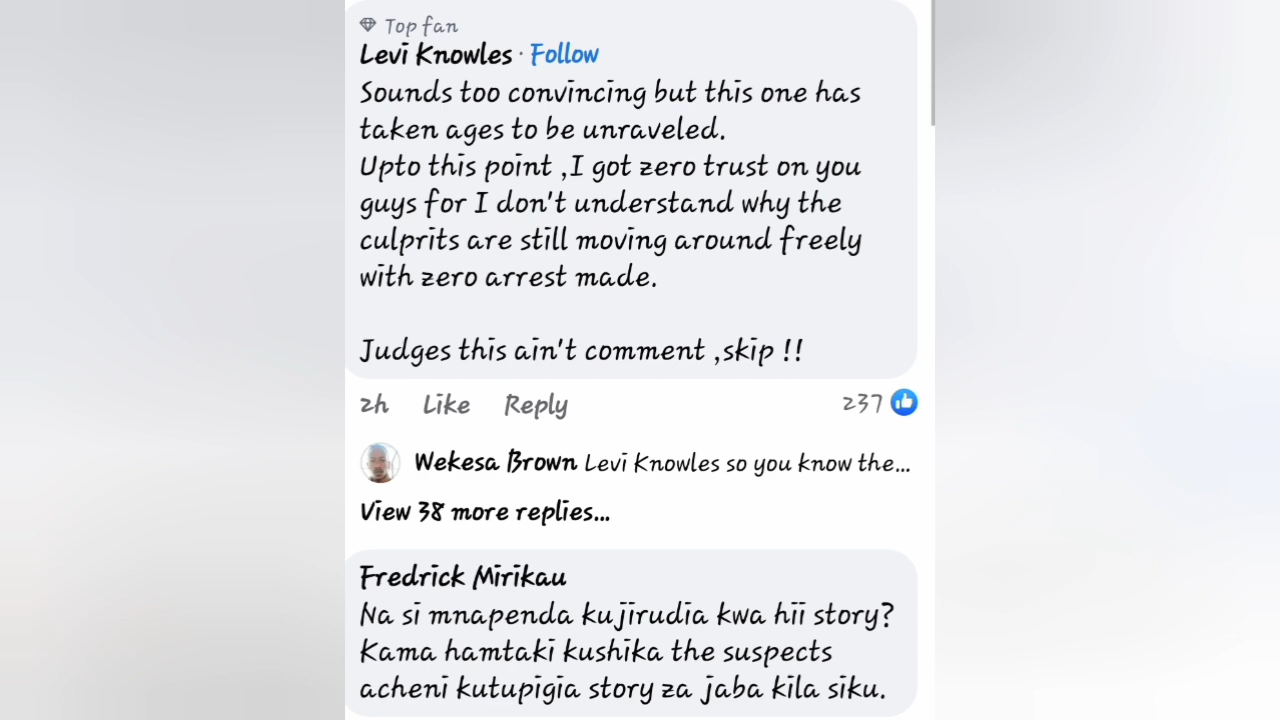 Top fan
Levi Knowles · Follow
Sounds too convincing but this one has
taken ages to be unraveled.
Upto this point ,I got zero trust on you
guys for I don't understand why the
culprits are still moving around freely
with zero arrest made.
Judges this ain't comment ,skip !!
2h Like Reply 237
Wekesa Brown Levi Knowles so you know the...
View 38 more replies...
Fredrick Mirikau
Na si mnapenda kujirudia kwa hii story?
Kama hamtaki kushika the suspects
acheni kutupigia story za jaba kila siku.